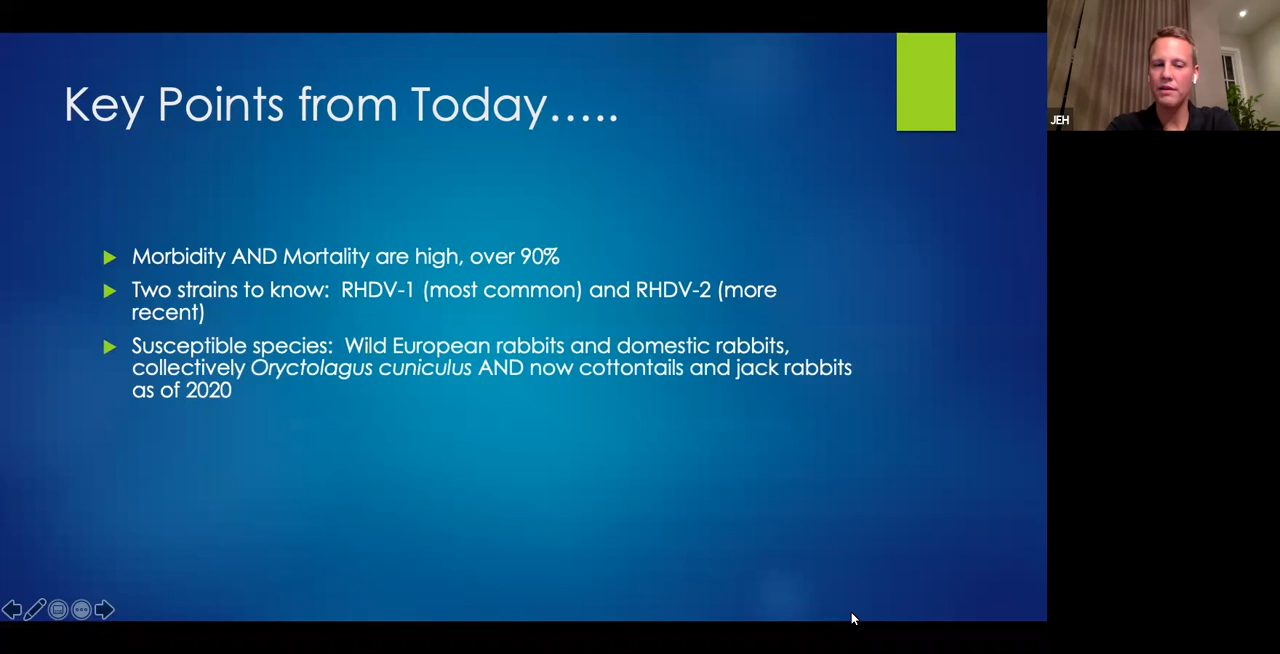 Key Points from Today…..
Morbidity AND Mortality are high, over 90%
Two strains to know:  RHDV-1 (most common) and RHDV-2 (more
recent)
Susceptible species:  Wild European rabbits and domestic rabbits,
collectively Oryctolagus cuniculus AND now cottontails and jack rabbits
as of 2020
JEH